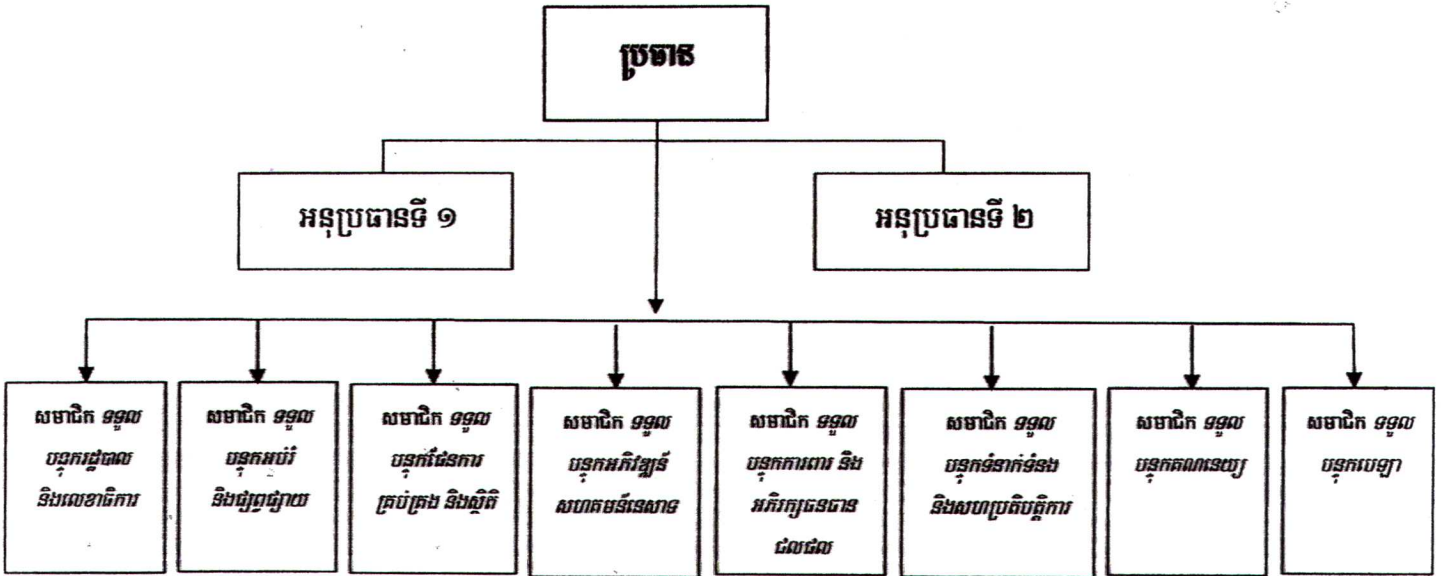 ប្រធាន
អនុប្រធានទី ១
អនុប្រធានទី ២
សមាជិក ទទួល
បន្ទុករដ្ឋបាល
និងលេខាធិការ
សមាជិក ទទួល
បន្ទុកអប់រំ
និងផ្សព្វផ្សាយ
សមាជិក ទទួល
បន្ទុកផែនការ
គ្រប់គ្រង និងស្ថិតិ
សមាជិក ទទួល
បន្ទុកអភិវឌ្ឍន៍
សហគមន៍នេសាទ
សមាជិក ទទួល
បន្ទុកការពារ និង
អភិរក្សធនធាន
ជលផល
សមាជិក ទទួល
បន្ទុកទំនាក់ទំនង
និងសហប្រតិបត្តិការ
សមាជិក ទទួល
បន្ទុកគណនេយ្យ
សមាជិក ទទួល
បន្ទុកបេឡា